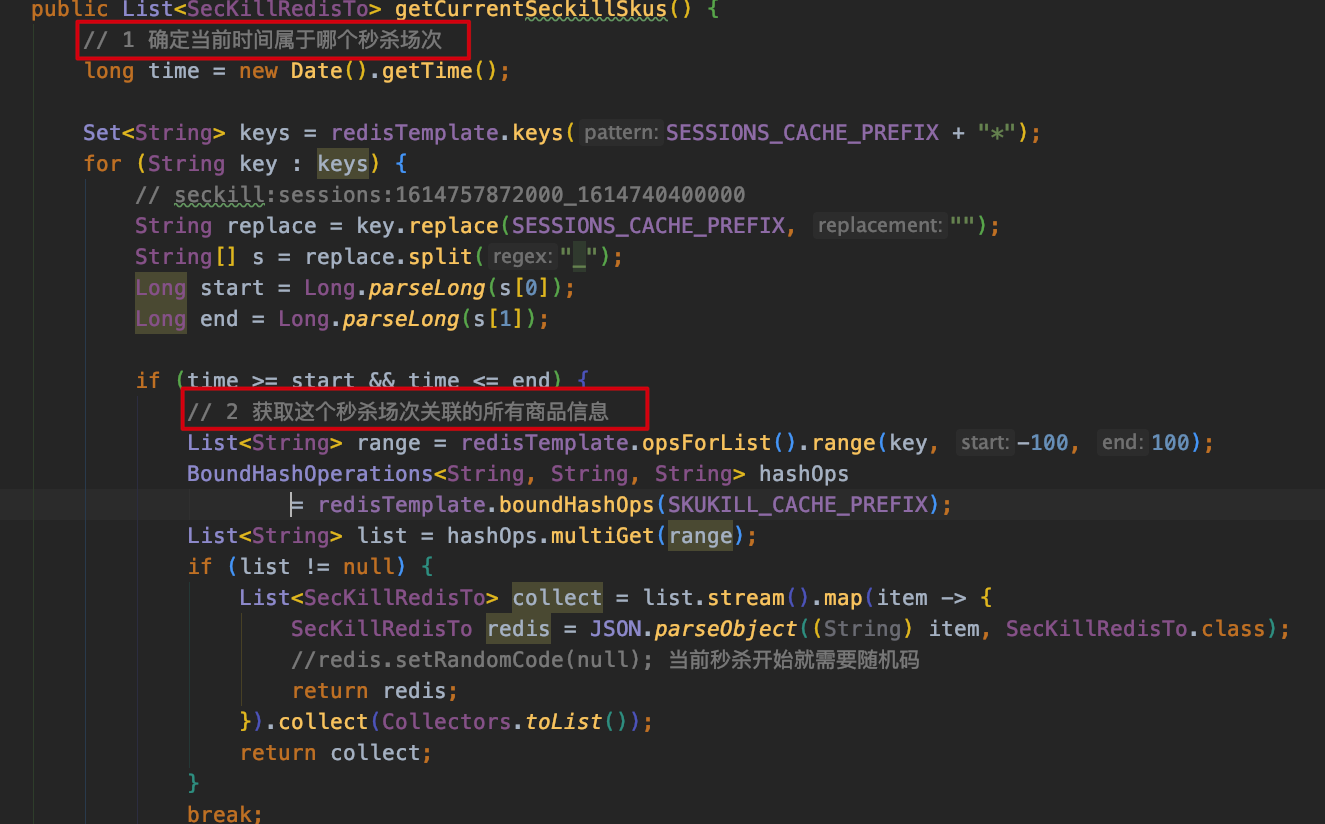 public List<SecKillRedisTo> getCurrentSeckillSkus() {
// 1 确定当前时间属于哪个秒杀场次
long time = new Date().getTime();
Set<String> keys = redisTemplate.keys( pattern: SESSIONS_CACHE_PREFIX + "*");
for (String key : keys) {
// seckill:sessions:1614757872000_1614740400000
String replace = key.replace(SESSIONS_CACHE_PREFIX, replacement: "");
String[] s = replace.split( regex: "_");
Long start = Long.parseLong(s[0]);
Long end = Long.parseLong(s[1]);
if (time >= start && time <= end) {
// 2 获取这个秒杀场次关联的所有商品信息
List<String> range = redisTemplate.opsForList().range(key, start: -100, end: 100);
BoundHashOperations<String, String, String> hashOps
= redisTemplate.boundHashOps(SKUKILL_CACHE_PREFIX);
List<String> list = hashOps.multiGet(range);
if (list != null) {
List<SecKillRedisTo> collect = list.stream().map(item -> {
SecKillRedisTo redis = JSON.parseObject((String) item, SecKillRedisTo.class);
//redis.setRandomCode(null); 当前秒杀开始就需要随机码
return redis;
}).collect(Collectors.toList());
return collect;
}
break;